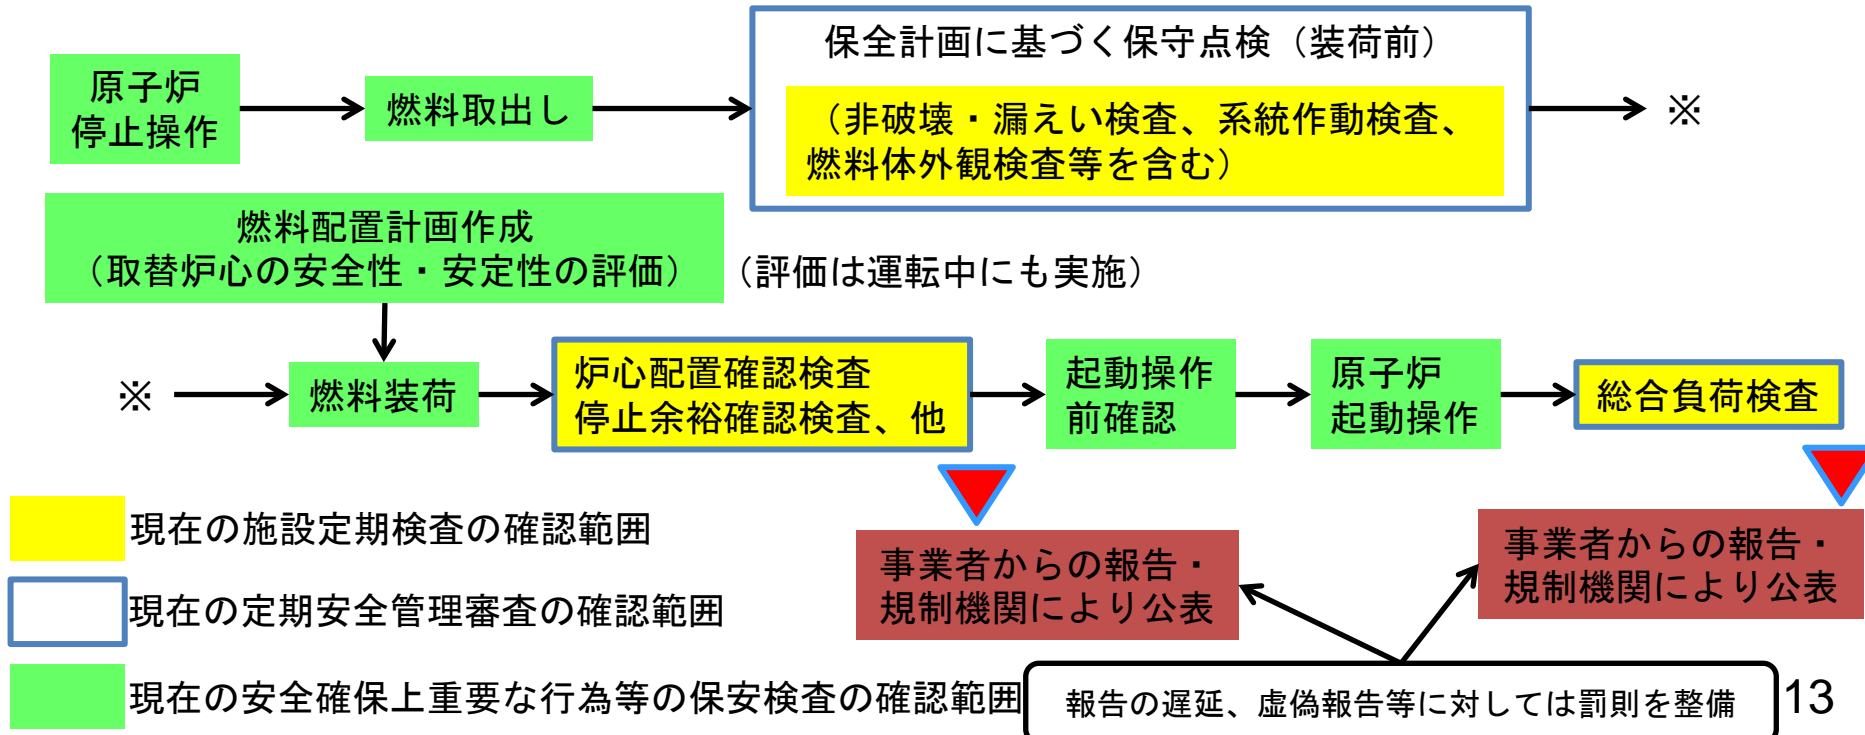 原子炉
停止操作
燃料取出し
保全計画に基づく保守点検（装荷前）
（非破壊・漏えい検査、系統作動検査、
燃料体外観検査等を含む）
※
燃料配置計画作成
（取替炉心の安全性・安定性の評価）
（評価は運転中にも実施）
※
燃料装荷
炉心配置確認検査
停止余裕確認検査、他
起動操作
前確認
原子炉
起動操作
総合負荷検査
現在の施設定期検査の確認範囲
現在の定期安全管理審査の確認範囲
現在の安全確保上重要な行為等の保安検査の確認範囲
事業者からの報告・
規制機関により公表
事業者からの報告・
規制機関により公表
報告の遅延、虚偽報告等に対しては罰則を整備
13